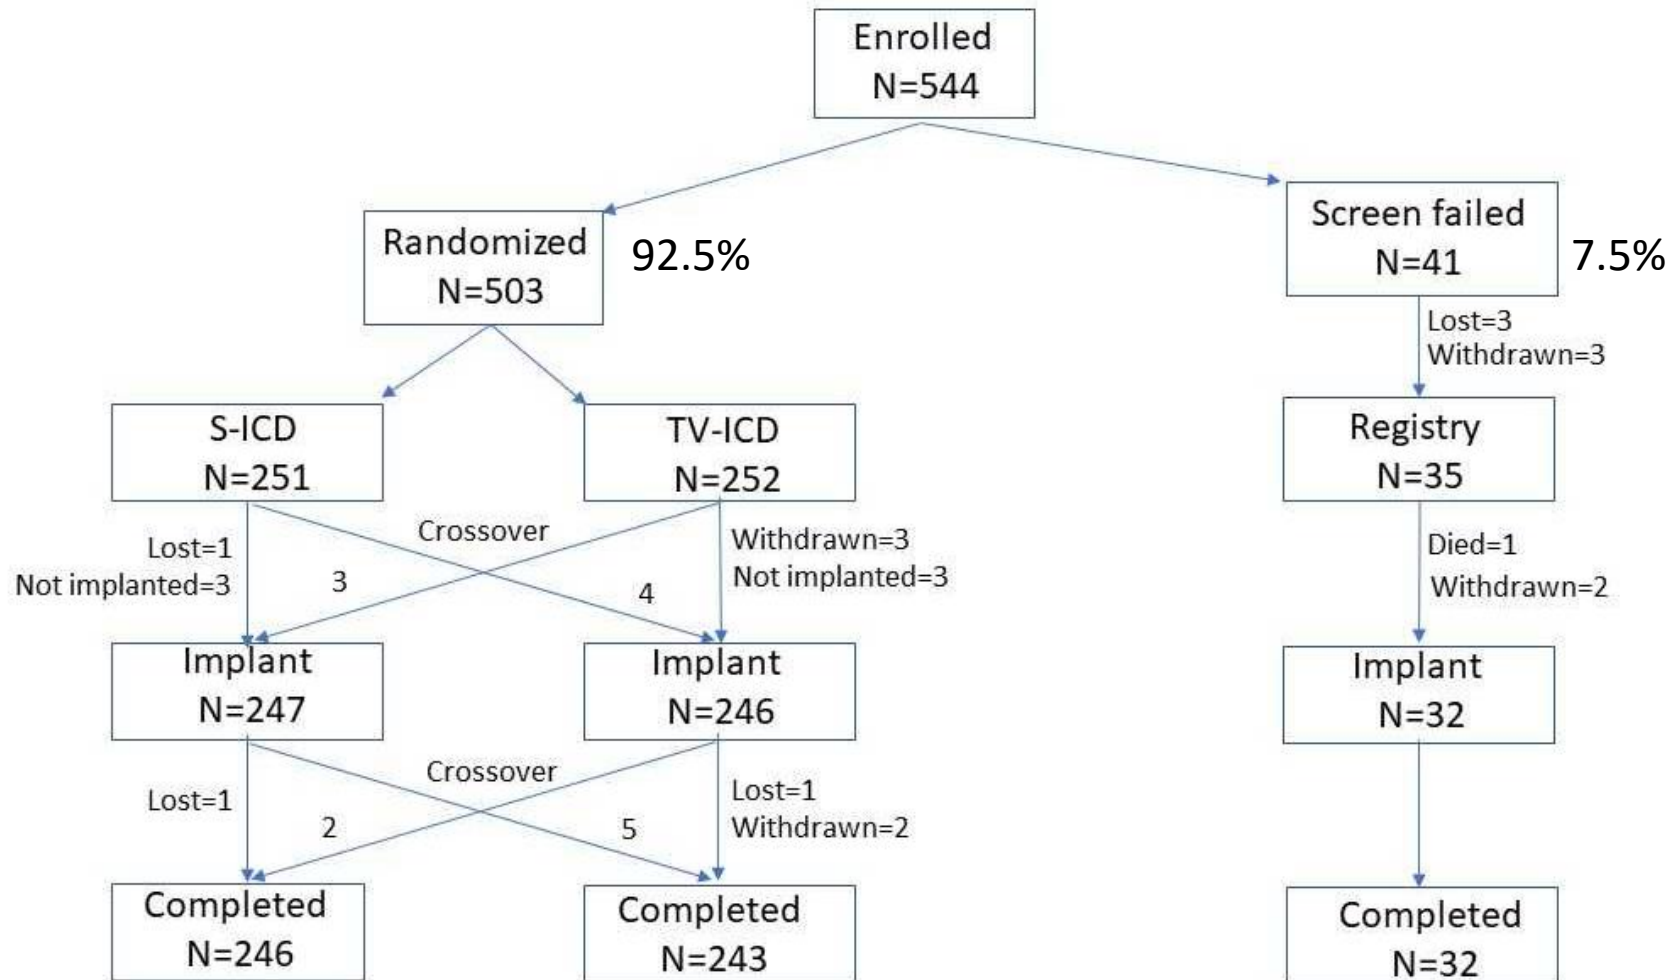 Enrolled
N=544
Randomized
N=503
92.5%
Screen failed
N=41
7.5%
Lost=3
Withdrawn=3
S-ICD
N=251
TV-ICD
N=252
Registry
N=35
Crossover
Lost=1
Not implanted=3
3
4
Withdrawn=3
Not implanted=3
Died=1
Withdrawn=2
Implant
N=247
Implant
N=246
Implant
N=32
Crossover
Lost=1
2
5
Lost=1
Withdrawn=2
Completed
N=246
Completed
N=243
Completed
N=32